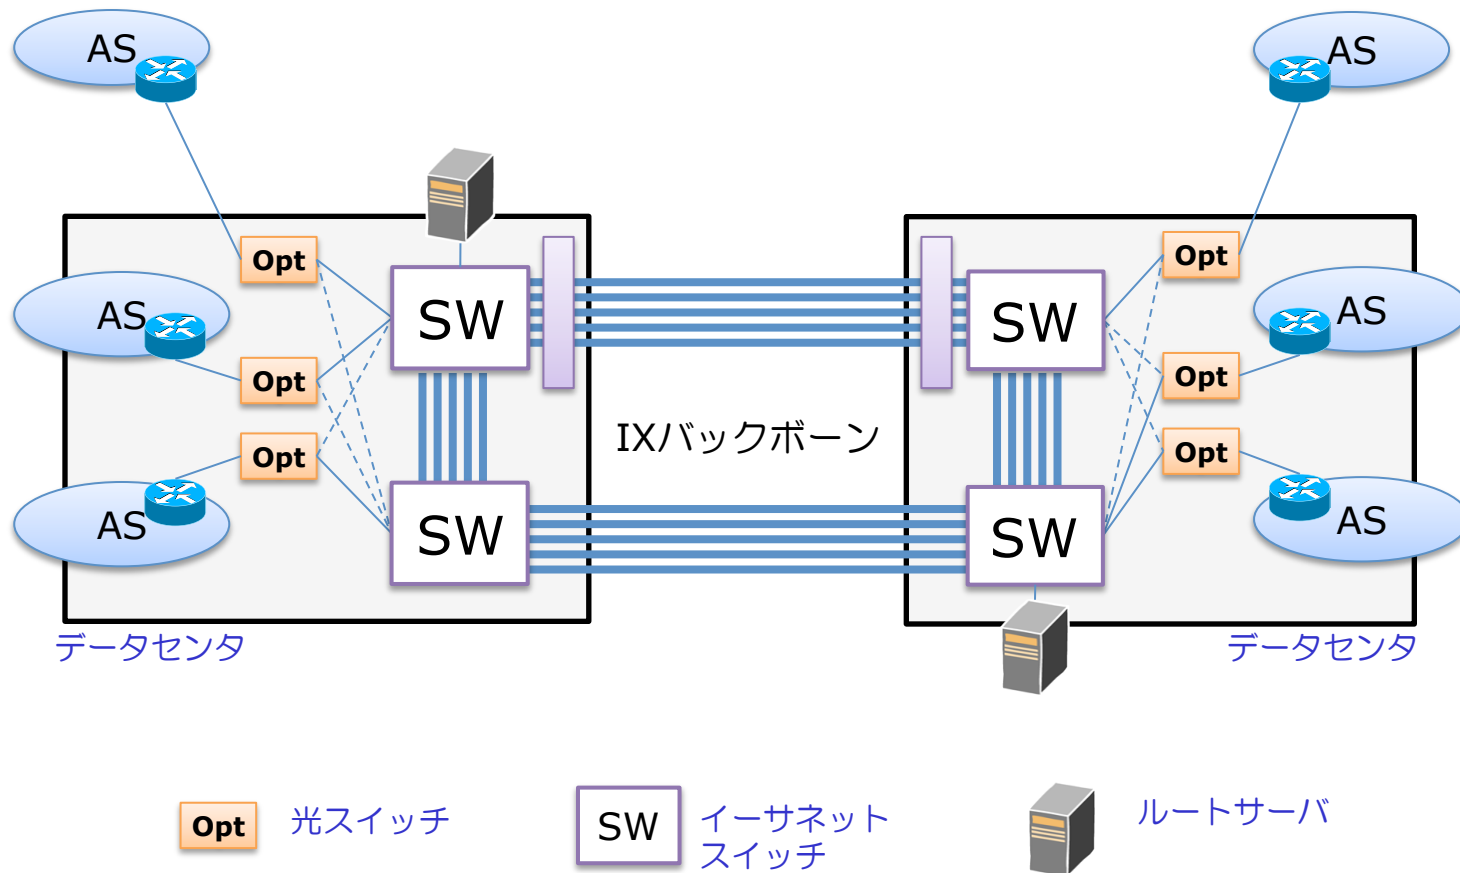 AS
AS
Opt
Opt
AS
SW
SW
AS
Opt
Opt
AS
Opt
IXバックボーン
Opt
AS
SW
SW
AS
データセンタ
データセンタ
Opt
光スイッチ
SW
イーサネット
スイッチ
ルートサーバ